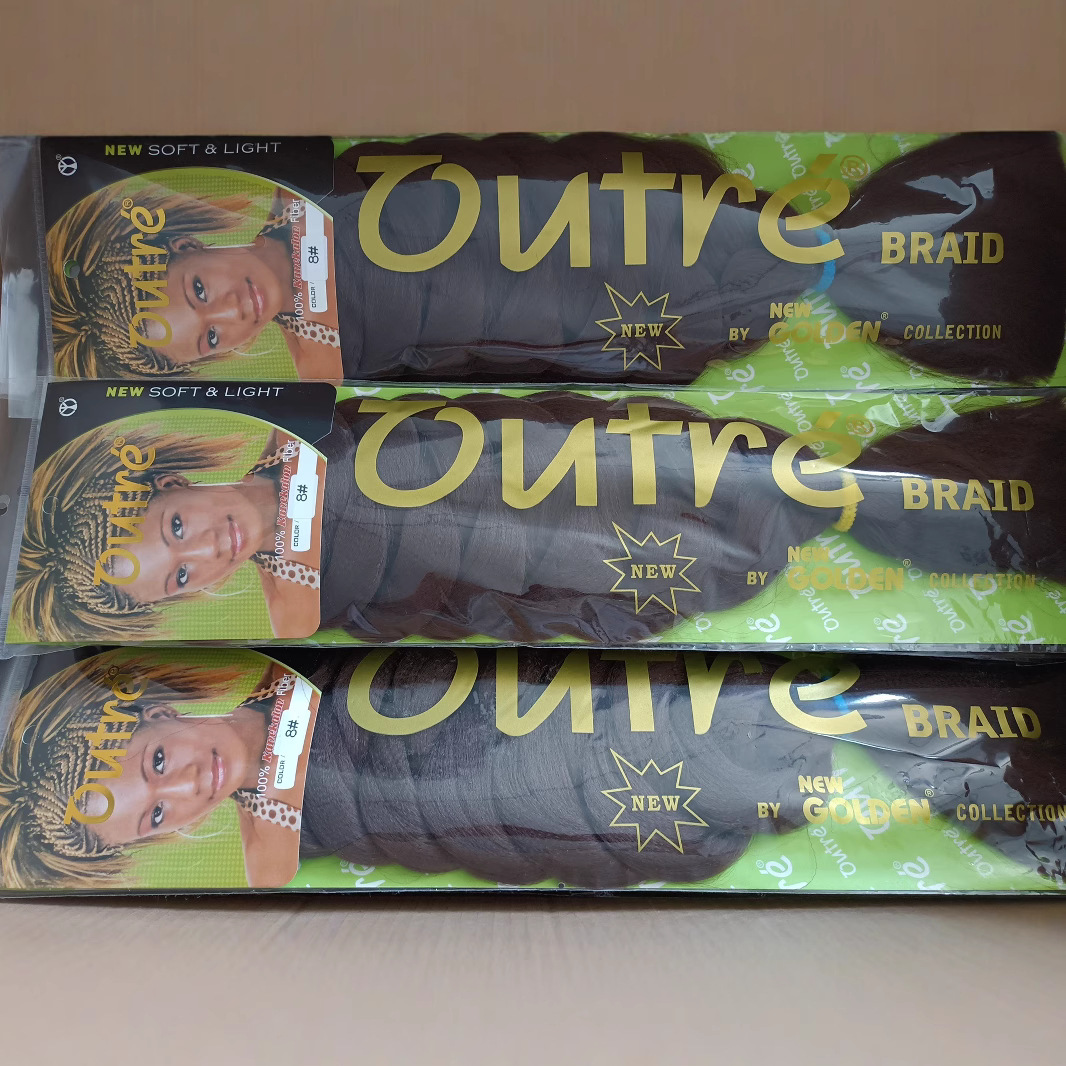 NEW SOFT & LIGHT
Outré®
100% Kanekalon Fiber
COLOR / 8#
Outré®
BRAID
NEW
BY NEW GOLDEN® COLLECTION
NEW SOFT & LIGHT
Outré®
100% Kanekalon Fiber
COLOR / 8#
Outré®
BRAID
NEW
BY NEW GOLDEN® COLLECTION
Outré®
100% Kanekalon Fiber
COLOR / 8#
Outré
BRAID
NEW
BY NEW GOLDEN® COLLECTION